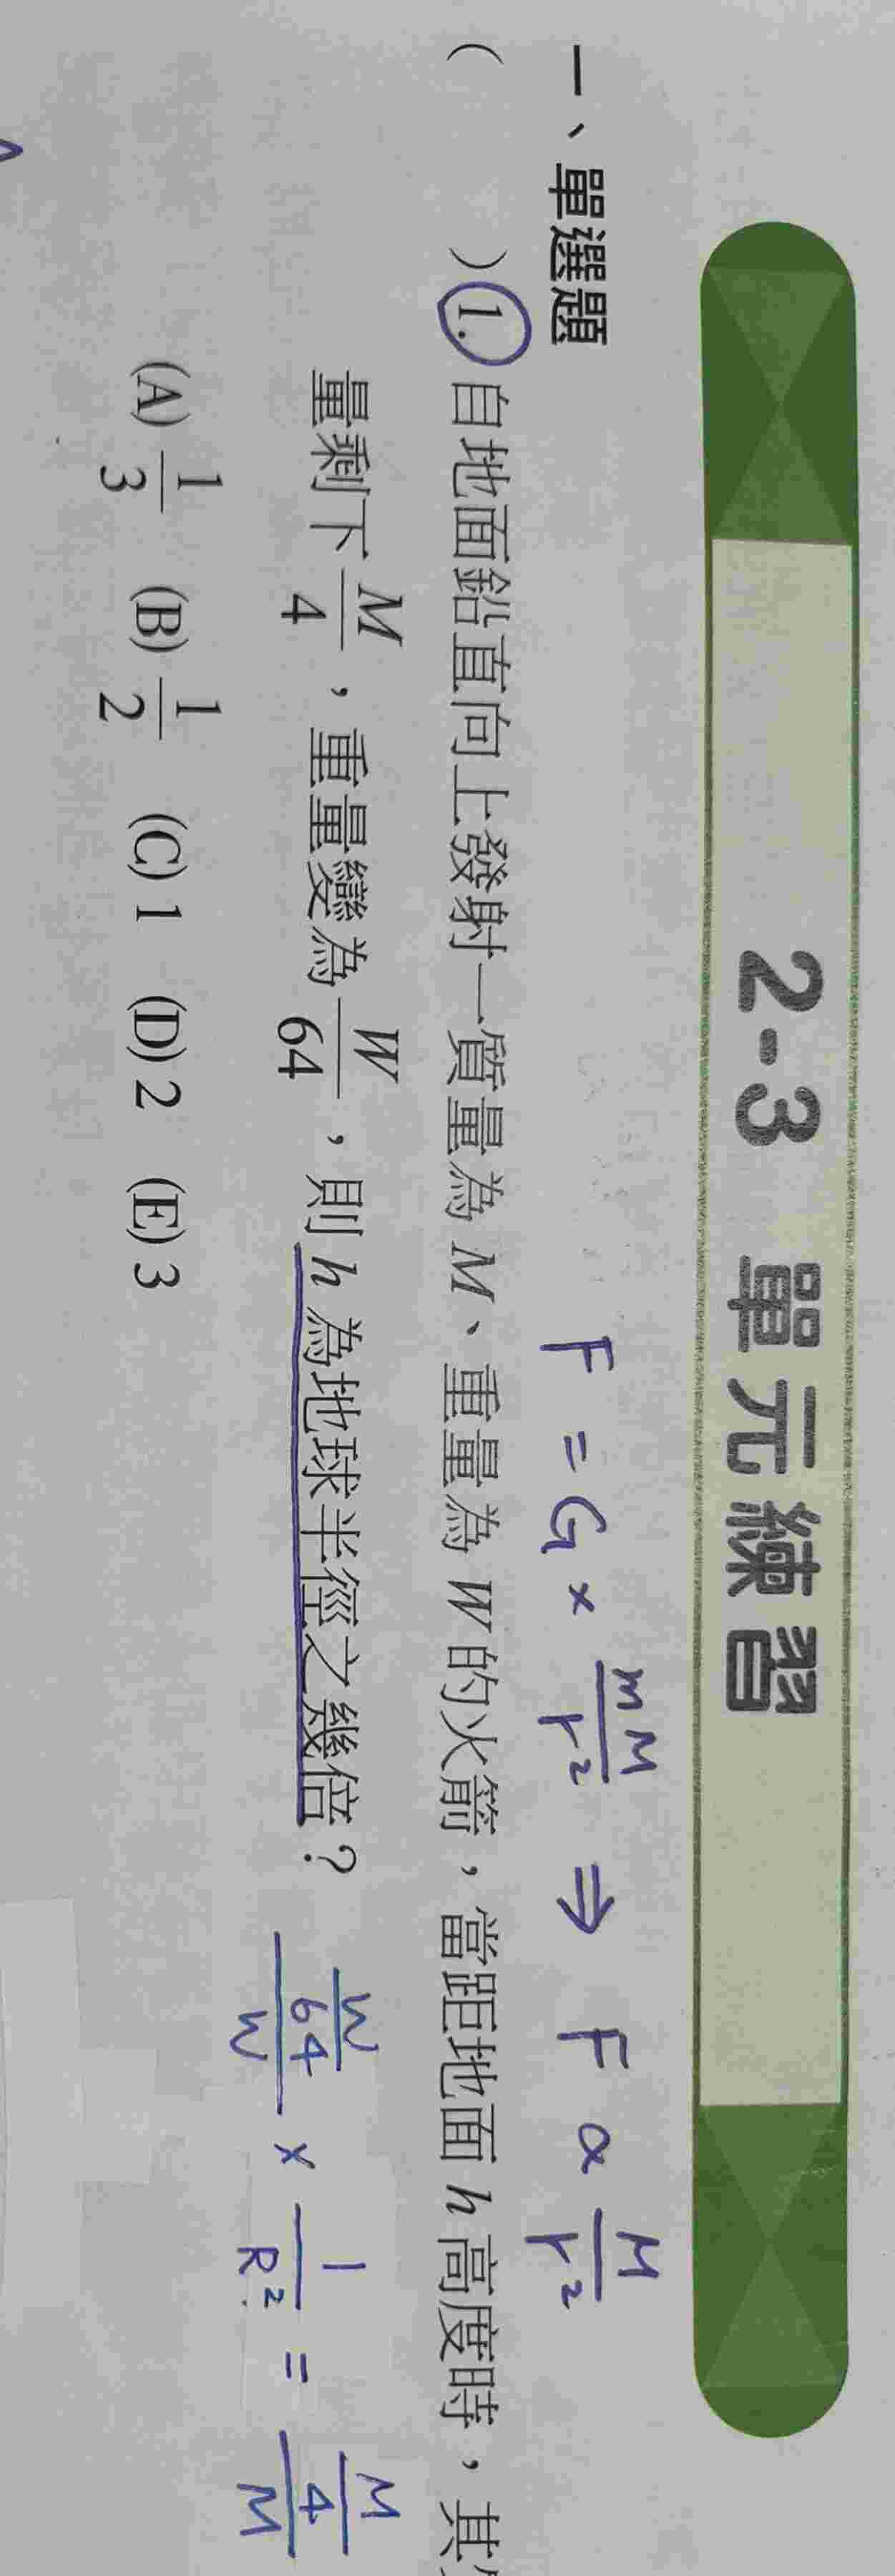 2-3 單元練習
一、單選題
F = G × mM/r² ⇒ F α M/r²
( )1. 自地面鉛直向上發射一質量為 M、重量為 W 的火箭，當距地面 h 高度時，其
量剩下 M/4，重量變為 W/64，則 h 為地球半徑之幾倍？
(W/64)/W × 1/R² = (M/4)/M
(A) 1/3 (B) 1/2 (C) 1 (D) 2 (E) 3